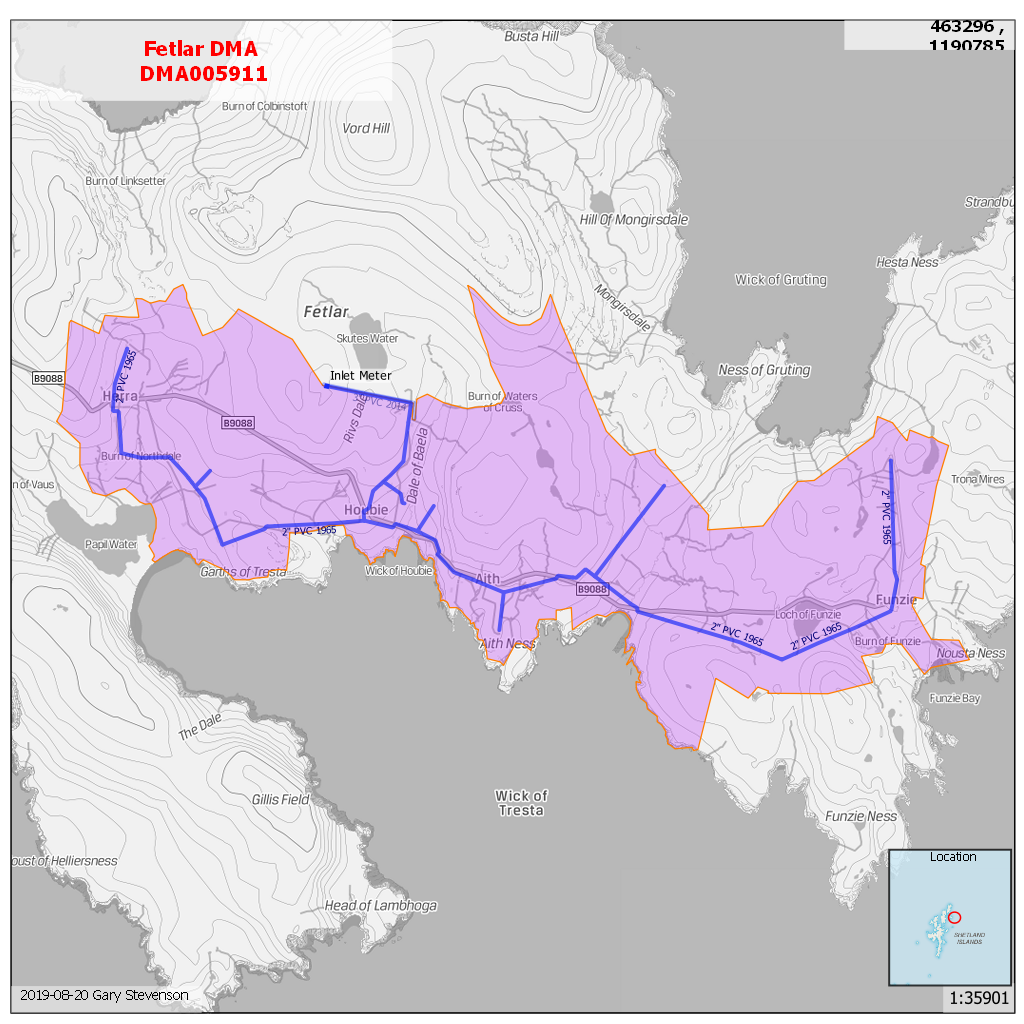 Fetlar DMA
DMA005911
463296 ,
1190785
Busta Hill
Burn of Colbinstoft
Vord Hill
Burn of Linksetter
Hill Of Mongirsdale
Strandbu
Hesta Ness
Wick of Gruting
Mongirsdale
Fetlar
Skutes Water
Ness of Gruting
Inlet Meter
B9088
2" PVC 1965
Herra
PVC 2014
Rivs Dale
Burn of Waters
of Cruss
B9088
Dale of Baela
Burn of Northdale
n of Vaus
Trona Mires
Houbie
2" PVC 1965
2" PVC 1965
Papil Water
Garths of Tresta
Wick of Houbie
Aith
B9088
Funzie
Loch of Funzie
2" PVC 1965
2" PVC 1965
Burn of Funzie
Aith Ness
Nousta Ness
Funzie Bay
The Dale
Wick of
Tresta
Gillis Field
Funzie Ness
oust of Helliersness
Location
Head of Lambhoga
SHETLAND
ISLANDS
2019-08-20 Gary Stevenson
1:35901